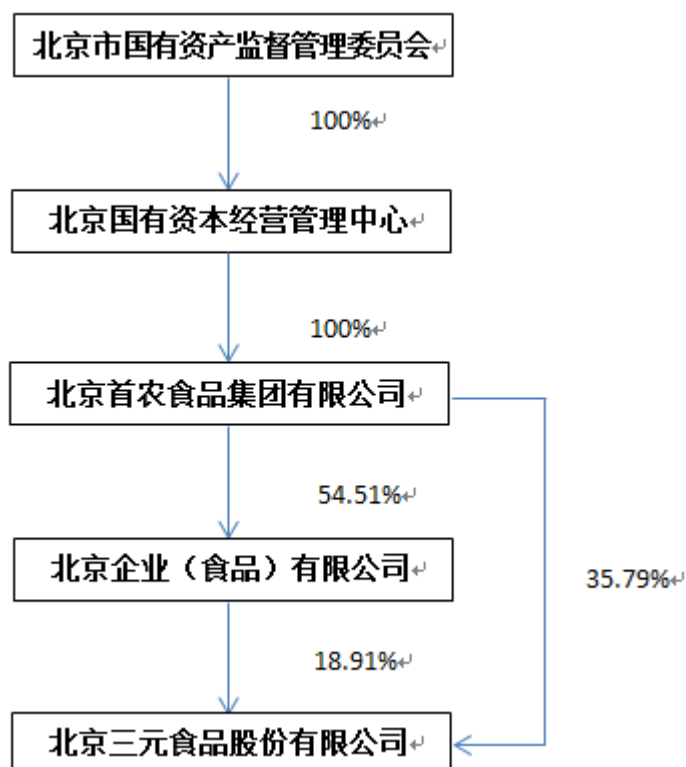 北京市国有资产监督管理委员会
100%
北京国有资本经营管理中心
100%
北京首农食品集团有限公司
54.51%
北京企业（食品）有限公司
35.79%
18.91%
北京三元食品股份有限公司